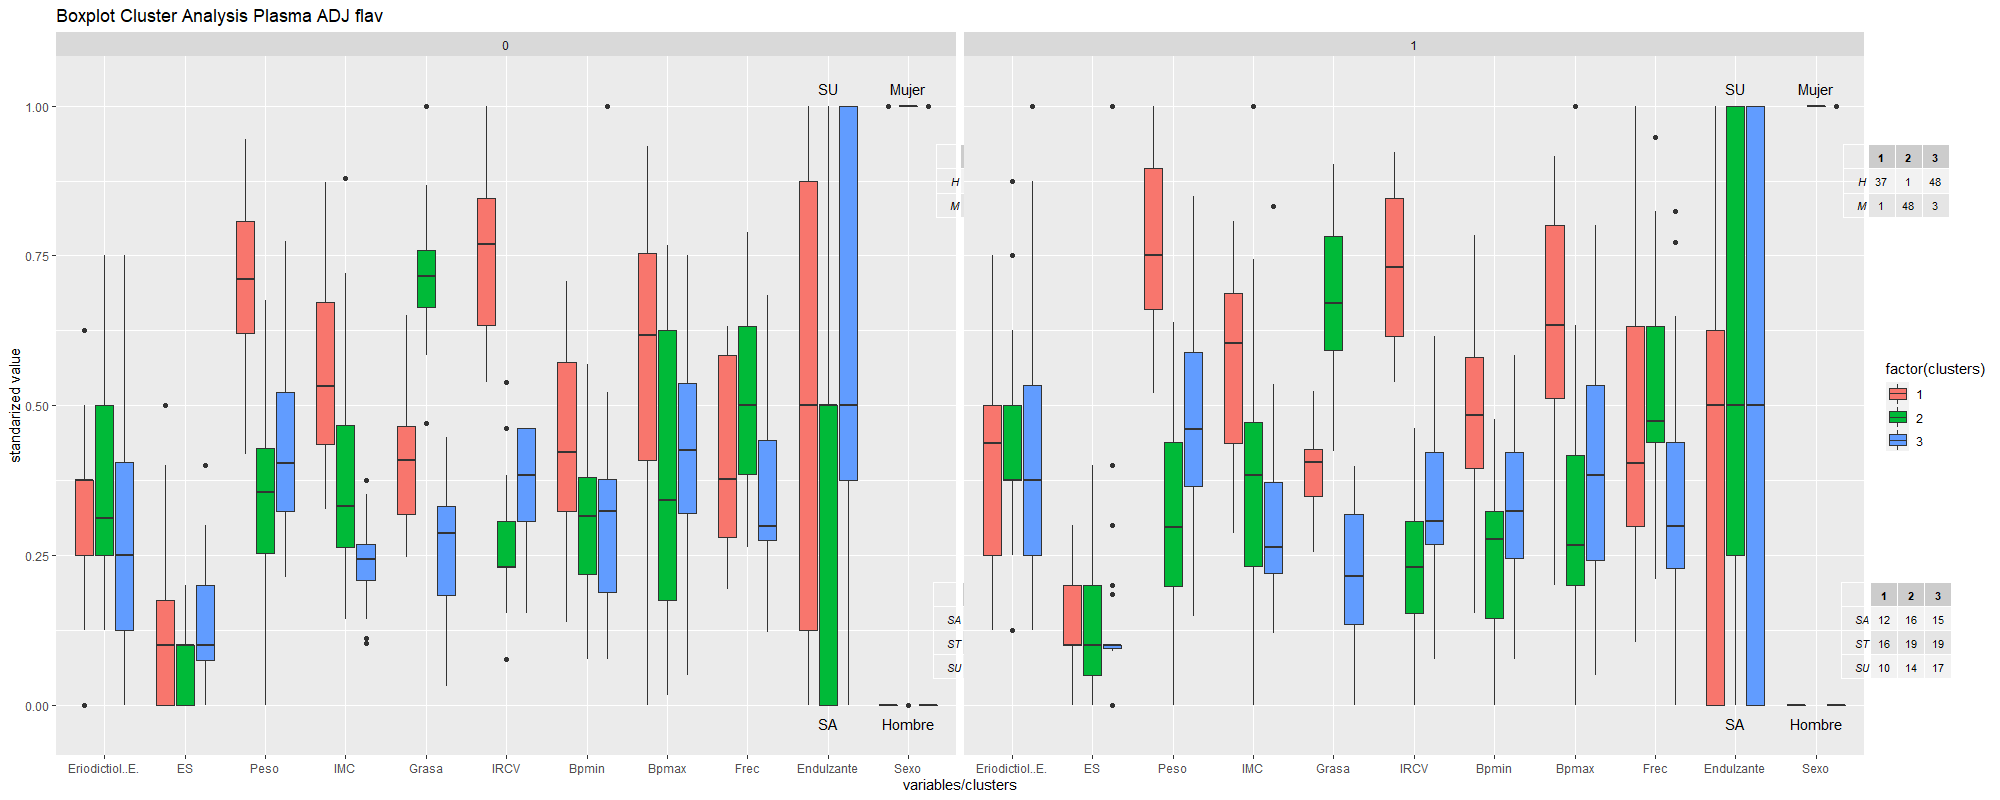 Boxplot Cluster Analysis Plasma ADJ flav
0
1
standarized value
1.00
0.75
0.50
0.25
0.00
SU
Mujer
SA
Hombre
H
M
SA
ST
SU
SU
Mujer
SA
Hombre
1 2 3
H 37 1 48
M 1 48 3
1 2 3
SA 12 16 15
ST 16 19 19
SU 10 14 17
factor(clusters)
1
2
3
Eriodictiol..E. ES Peso IMC Grasa IRCV Bpmin Bpmax Frec Endulzante Sexo
Eriodictiol..E. ES Peso IMC Grasa IRCV Bpmin Bpmax Frec Endulzante Sexo
variables/clusters